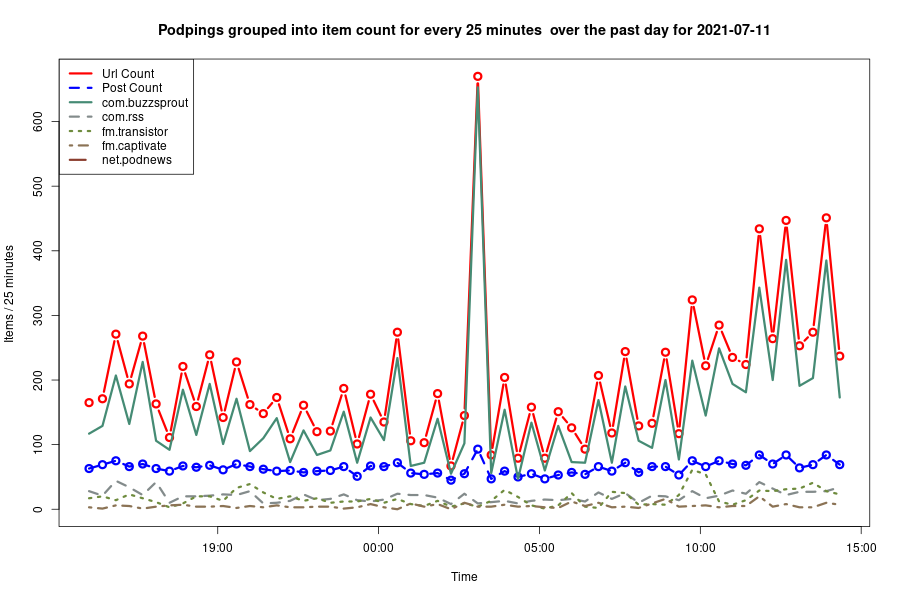 Podpings grouped into item count for every 25 minutes  over the past day for 2021-07-11
Url Count
Post Count
com.buzzsprout
com.rss
fm.transistor
fm.captivate
net.podnews
Items / 25 minutes
600
500
400
300
200
100
0
19:00 00:00 05:00 10:00 15:00
Time